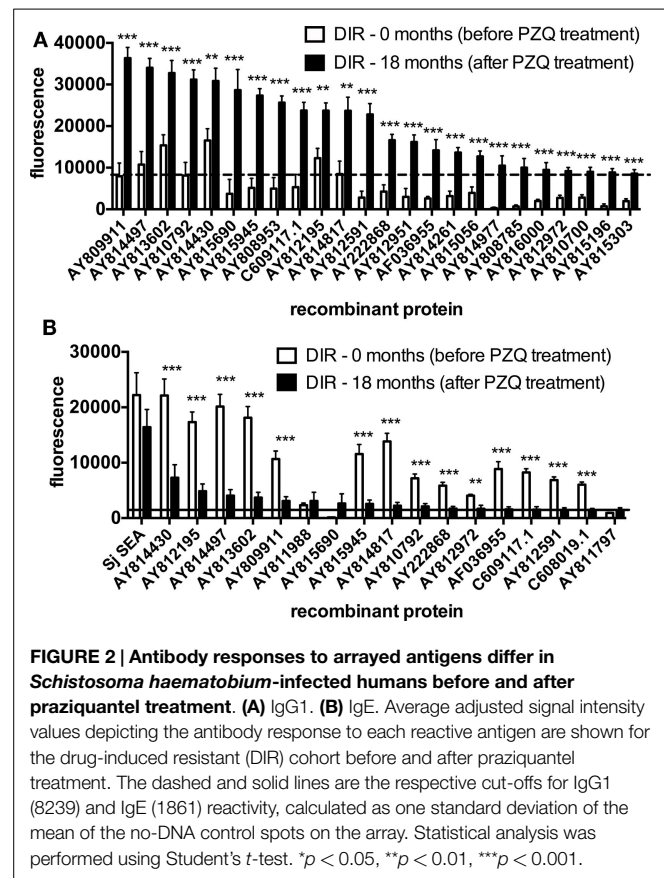 A
DIR - 0 months (before PZQ treatment)
DIR - 18 months (after PZQ treatment)
fluorescence
40000
30000
20000
10000
0
*** *** *** *** ** *** *** *** *** ** ** *** *** *** *** *** *** *** *** *** *** *** *** ***
AY809911 AY814497 AY813602 AY810792 AY814430 AY815690 AY815945 AY808953 C609117.1 AY812195 AY814817 AY812591 AY222868 AY812951 AF036955 AY814261 AY815056 AY814977 AY808785 AY816000 AY812972 AY810700 AY815196 AY815303
recombinant protein
B
DIR - 0 months (before PZQ treatment)
DIR - 18 months (after PZQ treatment)
fluorescence
30000
20000
10000
0
*** *** *** *** *** *** *** *** *** ** *** *** *** ***
Sj SEA AY814430 AY812195 AY814497 AY813602 AY809911 AY811988 AY815690 AY815945 AY814817 AY810792 AY222868 AY812972 AF036955 C609117.1 AY812591 C608019.1 AY811797
recombinant protein
FIGURE 2 | Antibody responses to arrayed antigens differ in
Schistosoma haematobium-infected humans before and after
praziquantel treatment. (A) IgG1. (B) IgE. Average adjusted signal intensity
values depicting the antibody response to each reactive antigen are shown for
the drug-induced resistant (DIR) cohort before and after praziquantel
treatment. The dashed and solid lines are the respective cut-offs for IgG1
(8239) and IgE (1861) reactivity, calculated as one standard deviation of the
mean of the no-DNA control spots on the array. Statistical analysis was
performed using Student's t-test. *p < 0.05, **p < 0.01, ***p < 0.001.